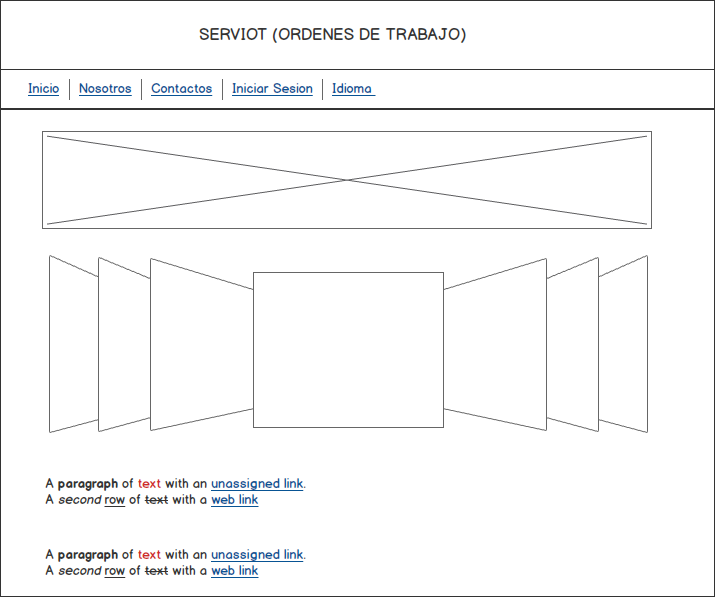 SERVIOT (ORDENES DE TRABAJO)
Inicio Nosotros Contactos Iniciar Sesion Idioma
A paragraph of text with an unassigned link.
A second row of text with a web link
A paragraph of text with an unassigned link.
A second row of text with a web link